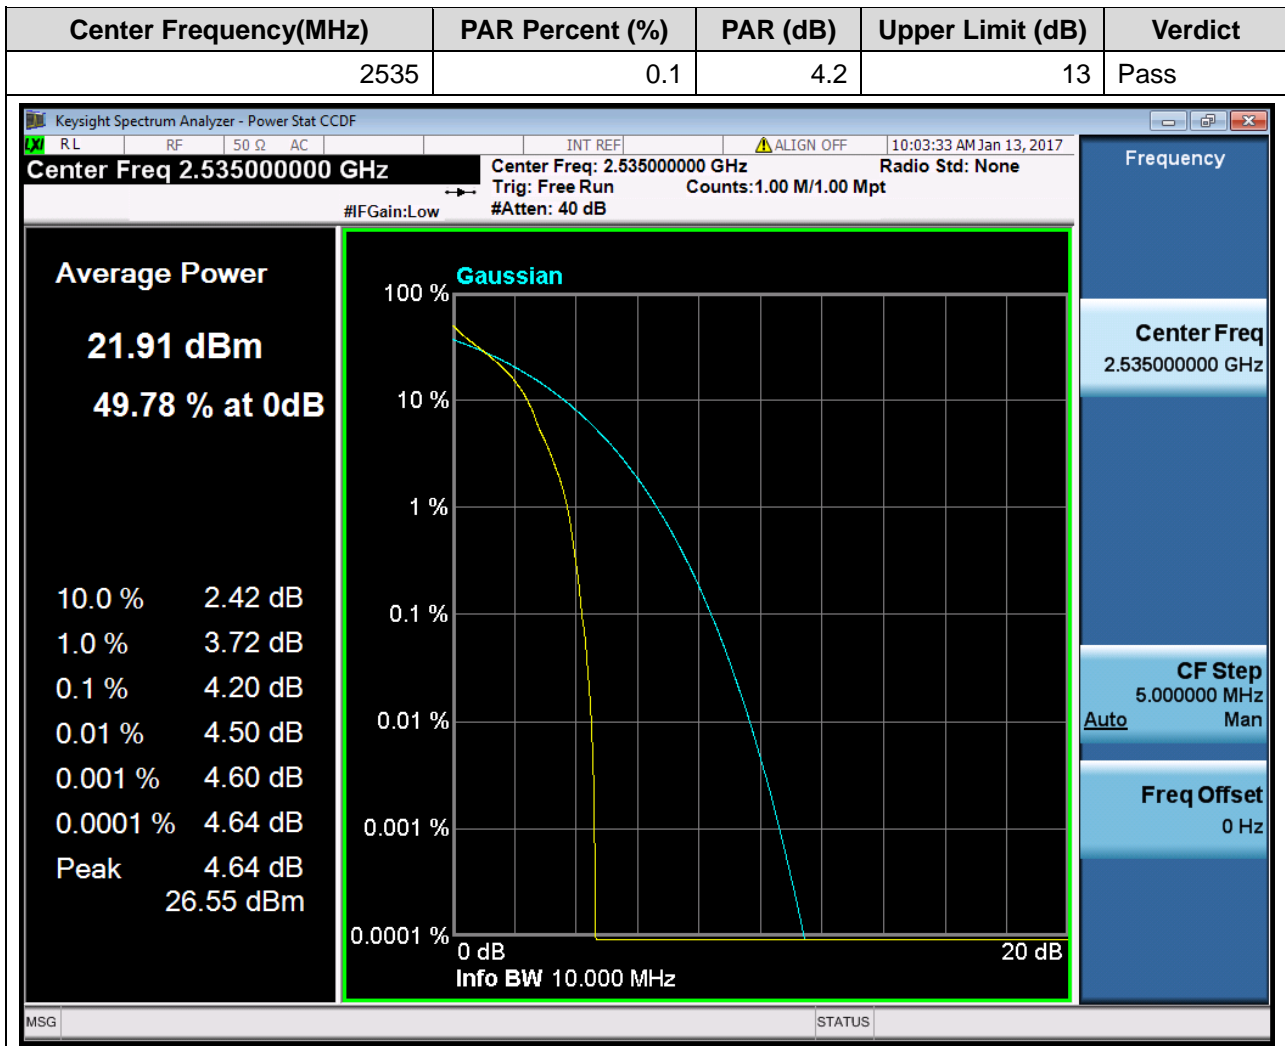 Center Frequency(MHz) PAR Percent (%) PAR (dB) Upper Limit (dB) Verdict
2535 0.1 4.2 13 Pass
Keysight Spectrum Analyzer - Power Stat CCDF
LXI RL RF 50 Ω AC INT REF ALIGN OFF 10:03:33 AM Jan 13, 2017
Center Freq 2.535000000 GHz
Center Freq: 2.535000000 GHz Radio Std: None
Trig: Free Run Counts:1.00 M/1.00 Mpt
#IFGain:Low #Atten: 40 dB
Average Power
21.91 dBm
49.78 % at 0dB
10.0 % 2.42 dB
1.0 % 3.72 dB
0.1 % 4.20 dB
0.01 % 4.50 dB
0.001 % 4.60 dB
0.0001 % 4.64 dB
Peak 4.64 dB
26.55 dBm
Gaussian
100 %
10 %
1 %
0.1 %
0.01 %
0.001 %
0.0001 %
0 dB 20 dB
Info BW 10.000 MHz
Frequency
Center Freq
2.535000000 GHz
CF Step
5.000000 MHz
Auto Man
Freq Offset
0 Hz
MSG STATUS